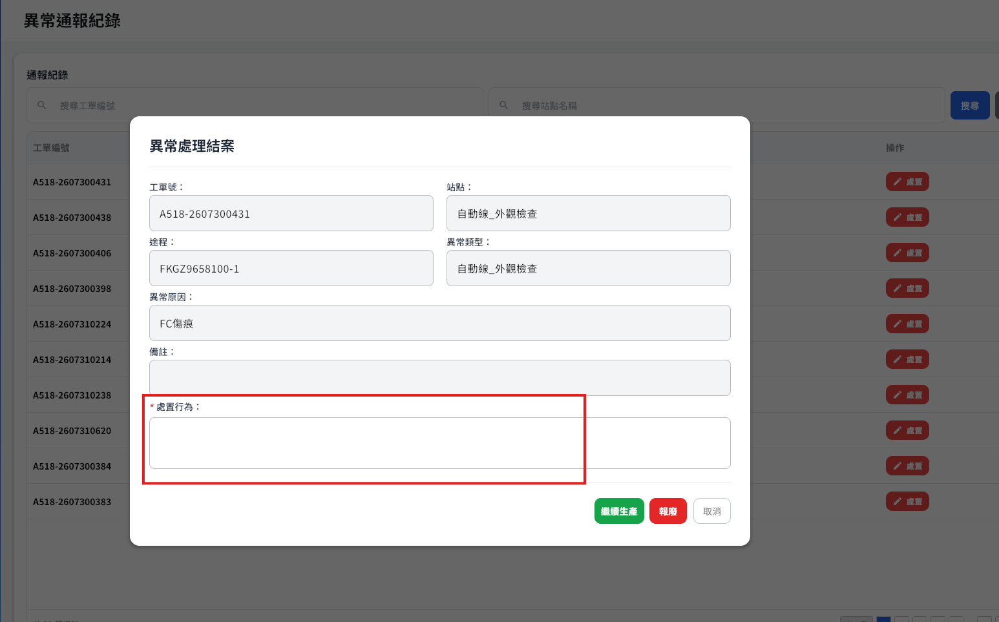 異常通報紀錄
通報紀錄
搜尋工單編號
搜尋站點名稱
搜尋
工單編號
操作
A518-2607300431
處置
A518-2607300438
處置
A518-2607300406
處置
A518-2607300398
處置
A518-2607310224
處置
A518-2607310214
處置
A518-2607310238
處置
A518-2607310620
處置
A518-2607300384
處置
A518-2607300383
處置
異常處理結案
工單號：
站點：
A518-2607300431
自動線_外觀檢查
途程：
異常類型：
FKGZ9658100-1
自動線_外觀檢查
異常原因：
FC傷痕
備註：
* 處置行為：
繼續生產
報廢
取消